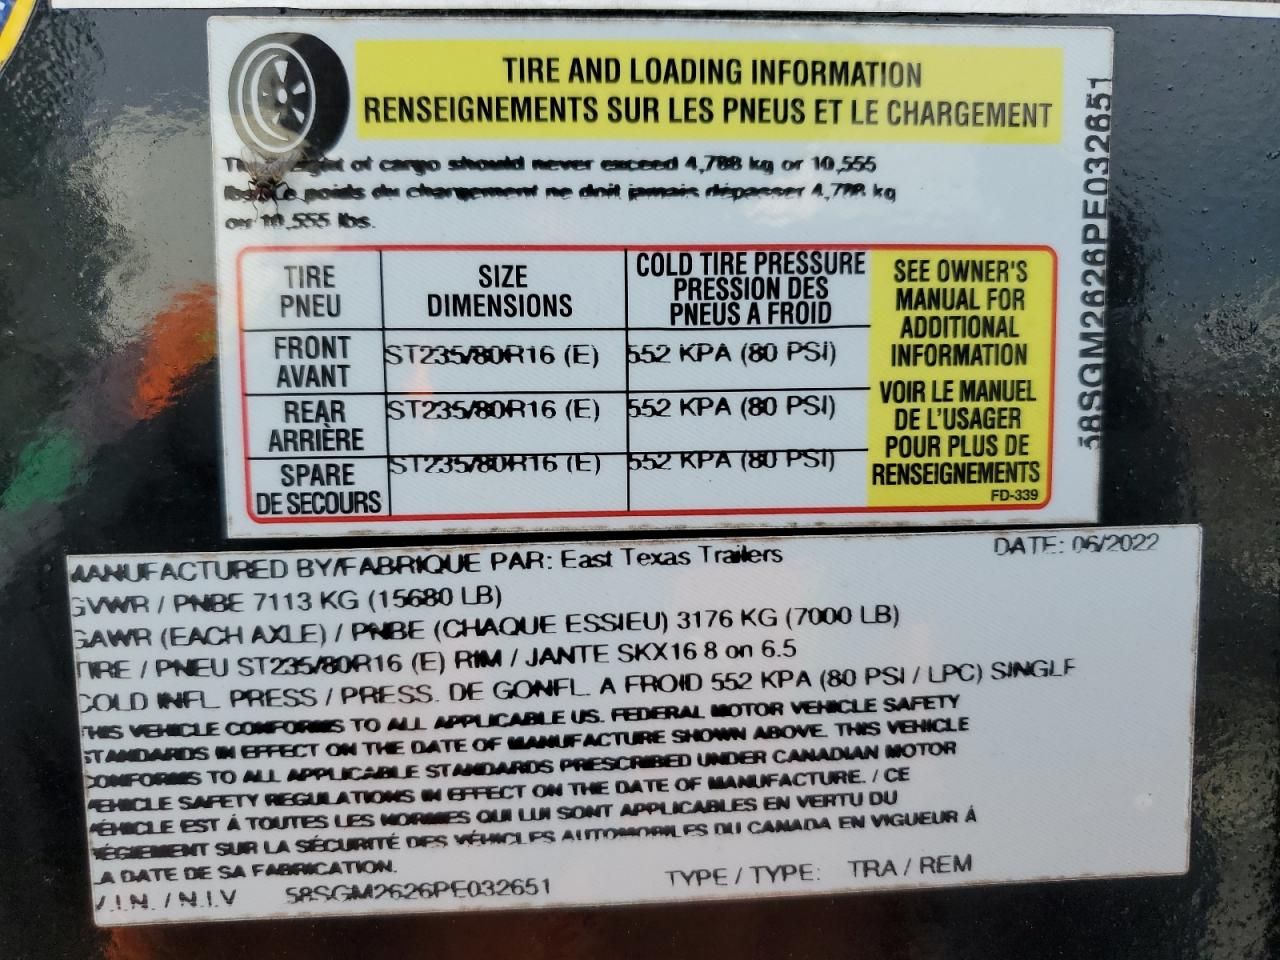 TIRE AND LOADING INFORMATION
RENSEIGNEMENTS SUR LES PNEUS ET LE CHARGEMENT
of cargo should never exceed 4,788 kg or 10,555
lbs. Le poids du chargement ne doit jamais dépasser 4,788 kg
ou 10,555 lbs.
TIRE
PNEU
SIZE
DIMENSIONS
COLD TIRE PRESSURE
PRESSION DES
PNEUS A FROID
FRONT
AVANT
ST235/80R16 (E)
552 KPA (80 PSI)
REAR
ARRIÈRE
ST235/80R16 (E)
552 KPA (80 PSI)
SPARE
DE SECOURS
ST235/80R16 (E)
552 KPA (80 PSI)
SEE OWNER'S
MANUAL FOR
ADDITIONAL
INFORMATION
VOIR LE MANUEL
DE L'USAGER
POUR PLUS DE
RENSEIGNEMENTS
FD-339
58SGM2626PE032651
MANUFACTURED BY/FABRIQUE PAR: East Texas Trailers
DATE: 06/2022
GVWR / PNBE 7113 KG (15680 LB)
GAWR (EACH AXLE) / PNBE (CHAQUE ESSIEU) 3176 KG (7000 LB)
TIRE / PNEU ST235/80R16 (E) RIM / JANTE SKX16 8 on 6.5
COLD INFL. PRESS / PRESS. DE GONFL. A FROID 552 KPA (80 PSI / LPC) SINGLE
THIS VEHICLE CONFORMS TO ALL APPLICABLE US. FEDERAL MOTOR VEHICLE SAFETY
STANDARDS IN EFFECT ON THE DATE OF MANUFACTURE SHOWN ABOVE. THIS VEHICLE
CONFORMS TO ALL APPLICABLE STANDARDS PRESCRIBED UNDER CANADIAN MOTOR
VEHICLE SAFETY REGULATIONS IN EFFECT ON THE DATE OF MANUFACTURE. / CE
VÉHICLE EST Á TOUTES LES NORMES QUI LUI SONT APPLICABLES EN VERTU DU
RÉGIEMENT SUR LA SÉCURITÉ DES VÉHICLES AUTOMOBILES DU CANADA EN VIGUEUR Á
LA DATE DE SA FABRICATION.
V.I.N. / N.I.V 58SGM2626PE032651
TYPE / TYPE: TRA / REM